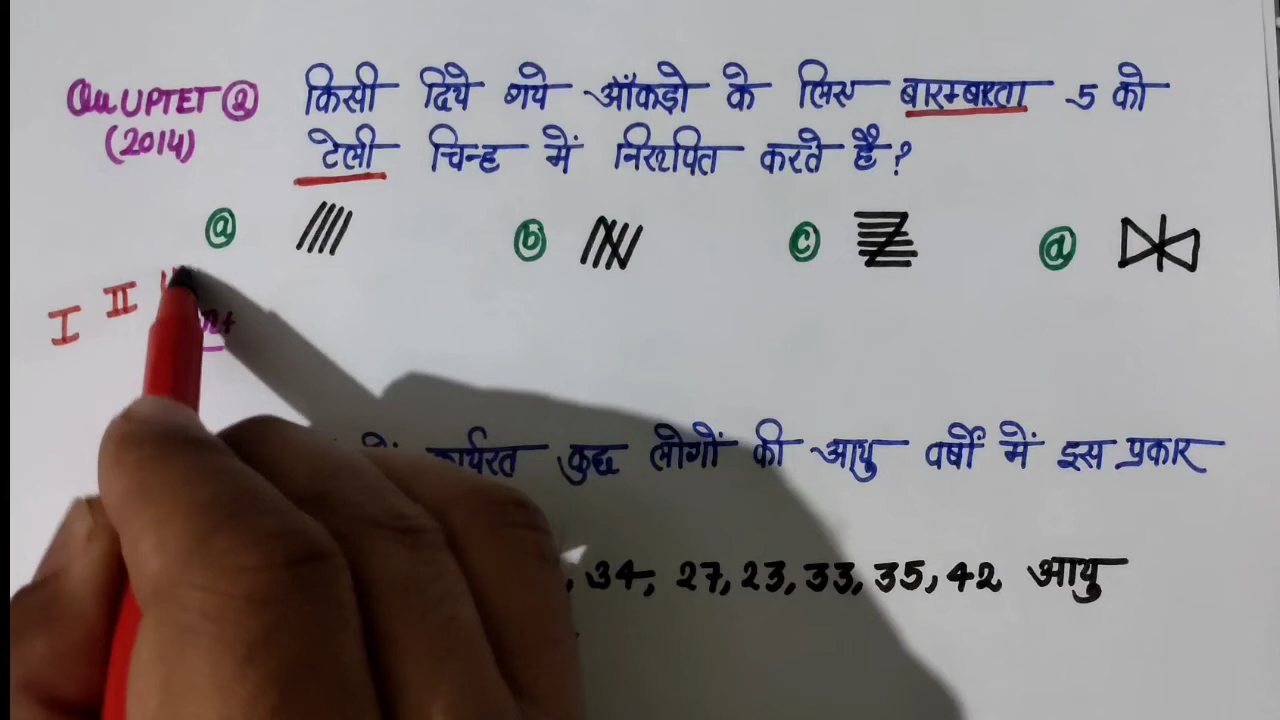 Qu UPTET ② किसी दिये गये आँकड़ो के लिए बारम्बारता 5 को
(2014) टेली चिन्ह में निरूपित करते है?
ⓐ ⓑ ⓒ ⓓ
I II
कार्यरत कुछ लोगों की आयु वर्षों में इस प्रकार
, 34, 27, 23, 33, 35, 42 आयु